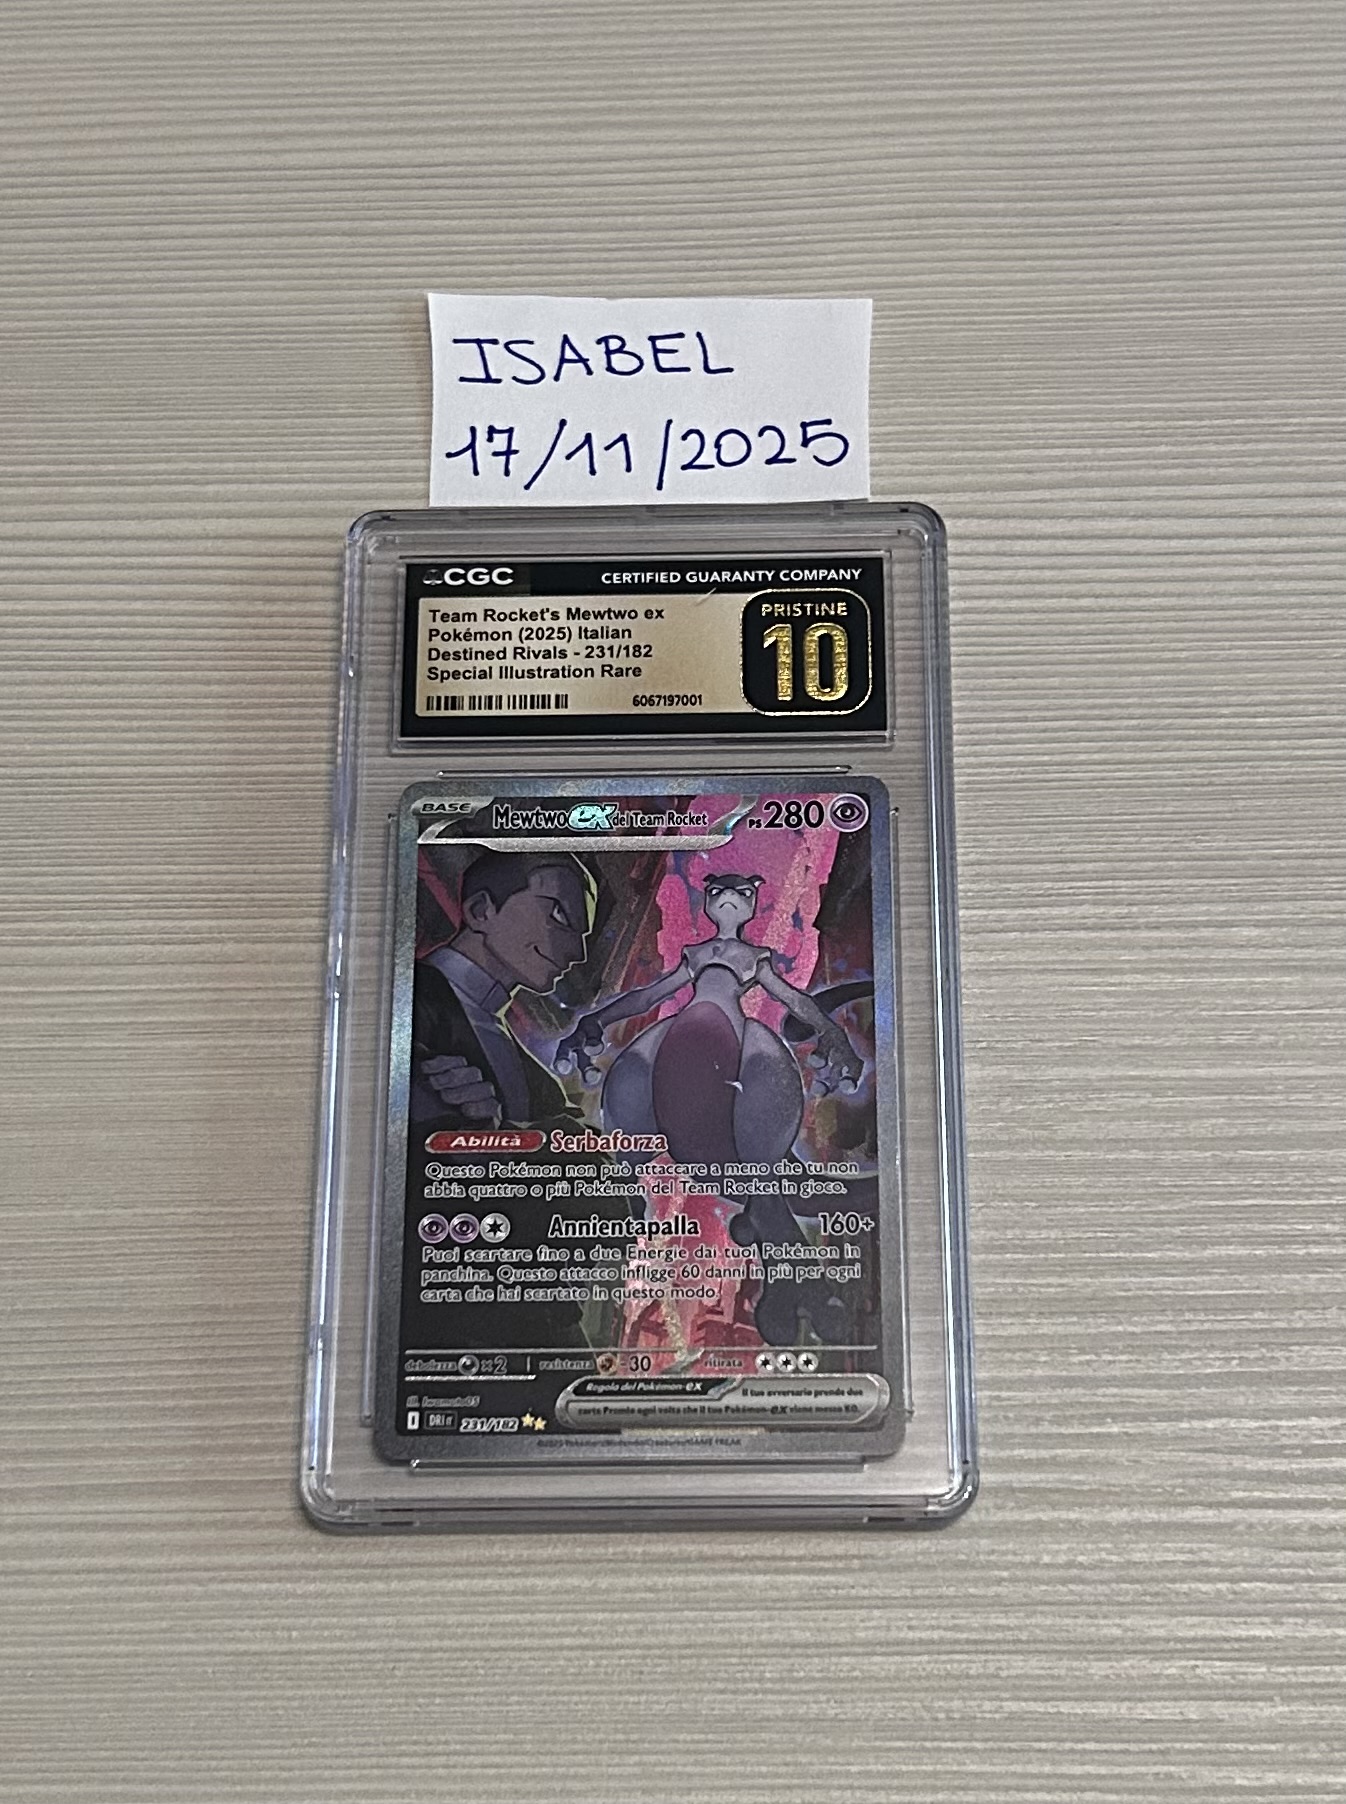 ISABEL
17/11/2025
CGC CERTIFIED GUARANTY COMPANY
Team Rocket's Mewtwo ex
Pokémon (2025) Italian
Destined Rivals - 231/182
Special Illustration Rare
6067197001
PRISTINE
10
BASE Mewtwo ex del Team Rocket PS 280
Abilità Serbaforza
Questo Pokémon non può attaccare a meno che tu non
abbia quattro o più Pokémon del Team Rocket in gioco.
Annientapalla 160+
Puoi scartare fino a due Energie dai tuoi Pokémon in
panchina. Questo attacco infligge 60 danni in più per ogni
carta che hai scartato in questo modo.
debolezza x2 resistenza -30 ritirata
Regola dei Pokémon-ex Il tuo avversario prende due
carte Premio ogni volta che il tuo Pokémon-ex viene messo KO.
I DRI IT 231/182